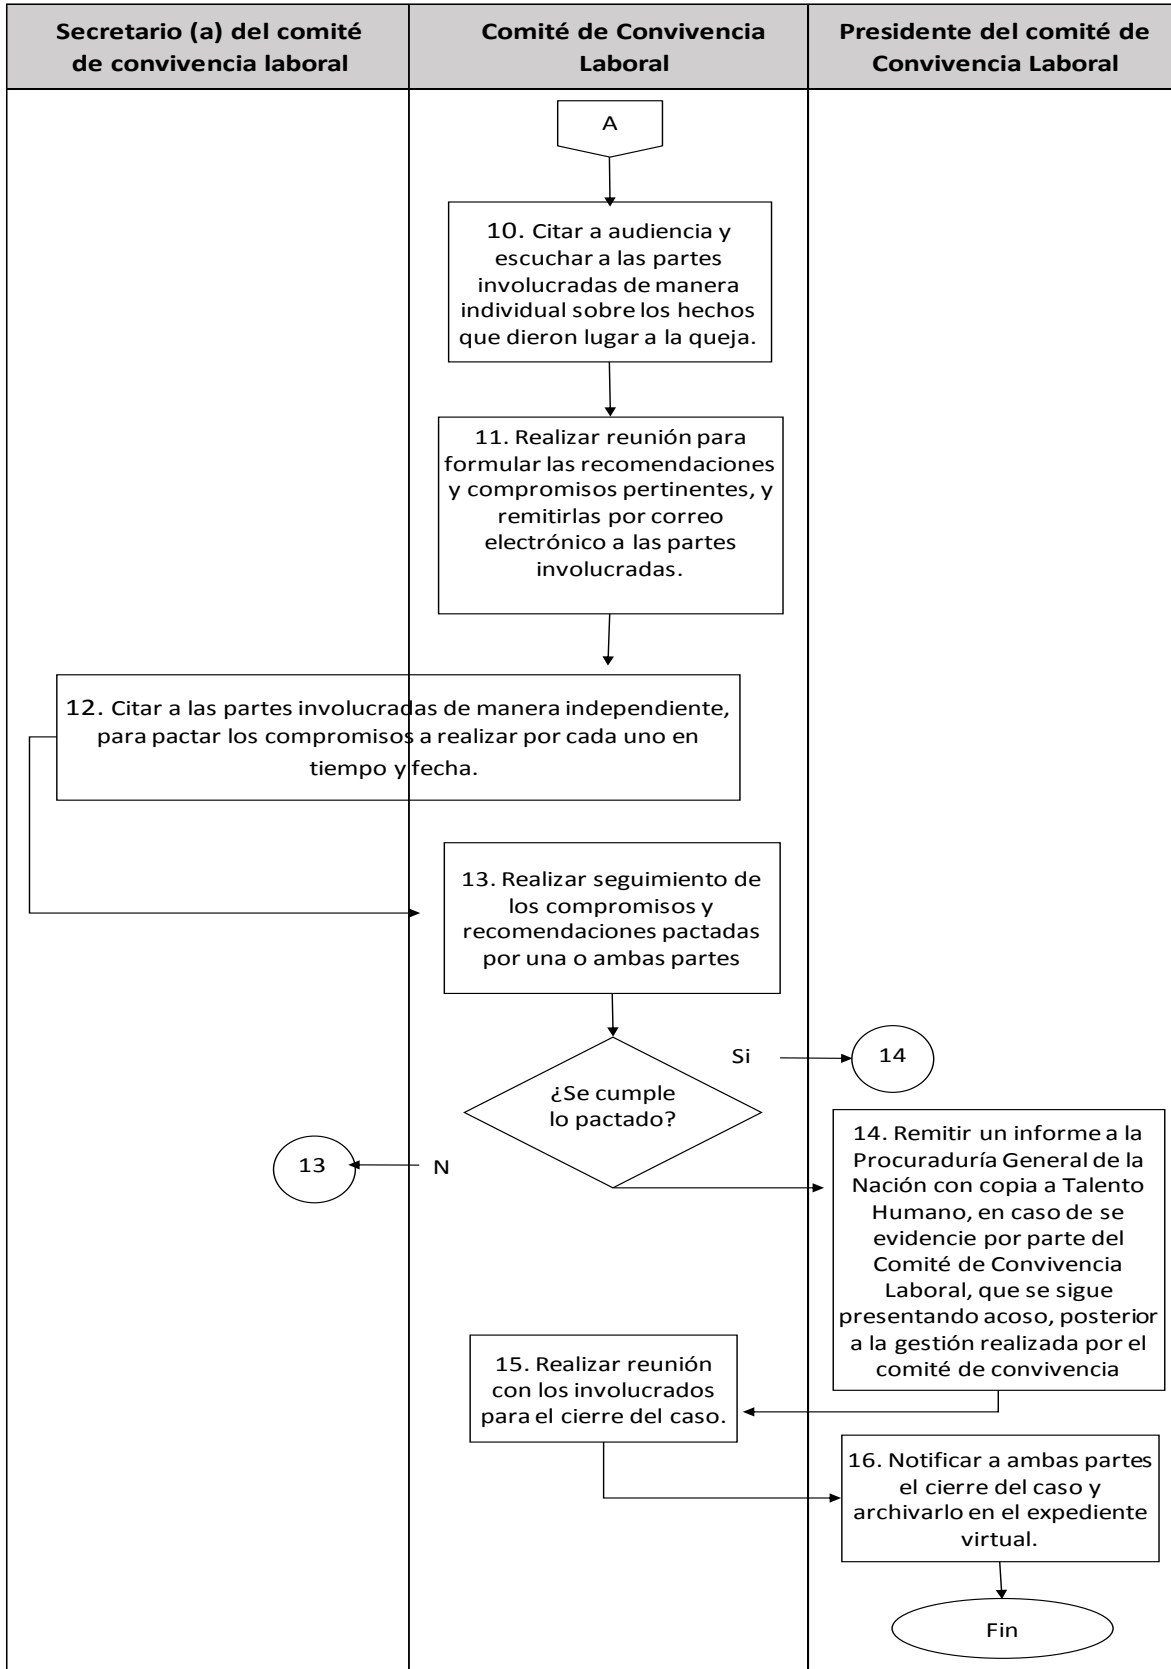 Secretario (a) del comité
de convivencia laboral
Comité de Convivencia
Laboral
Presidente del comité de
Convivencia Laboral
A
10. Citar a audiencia y
escuchar a las partes
involucradas de manera
individual sobre los hechos
que dieron lugar a la queja.
11. Realizar reunión para
formular las recomendaciones
y compromisos pertinentes, y
remitirlas por correo
electrónico a las partes
involucradas.
12. Citar a las partes involucradas de manera independiente,
para pactar los compromisos a realizar por cada uno en
tiempo y fecha.
13. Realizar seguimiento de
los compromisos y
recomendaciones pactadas
por una o ambas partes
¿Se cumple
lo pactado?
Si
14
N
13
14. Remitir un informe a la
Procuraduría General de la
Nación con copia a Talento
Humano, en caso de se
evidencie por parte del
Comité de Convivencia
Laboral, que se sigue
presentando acoso, posterior
a la gestión realizada por el
comité de convivencia
15. Realizar reunión
con los involucrados
para el cierre del caso.
16. Notificar a ambas partes
el cierre del caso y
archivarlo en el expediente
virtual.
Fin